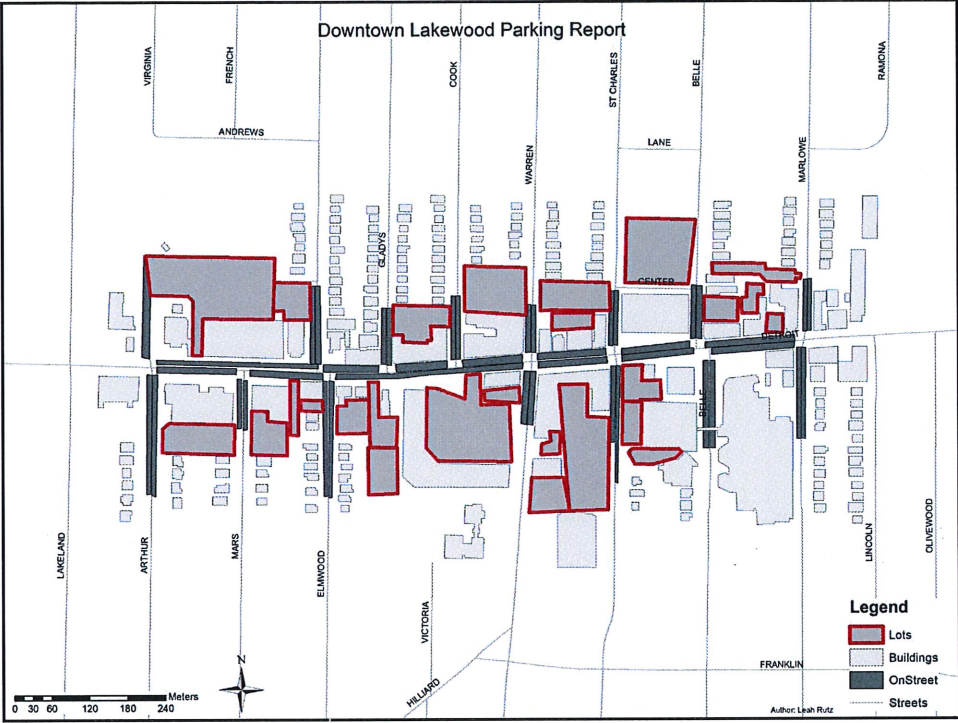 Downtown Lakewood Parking Report
VIRGINIA
FRENCH
COOK
ST CHARLES
BELLE
RAMONA
ANDREWS
LANE
WARREN
MARLOWE
GLADYS
CENTER
DETROIT
BELLE
LAKELAND
ARTHUR
MARS
ELMWOOD
VICTORIA
HILLIARD
LINCOLN
OLIVEWOOD
FRANKLIN
N
Meters
0 30 60 120 180 240
Legend
Lots
Buildings
OnStreet
Streets
Author: Leah Rutz